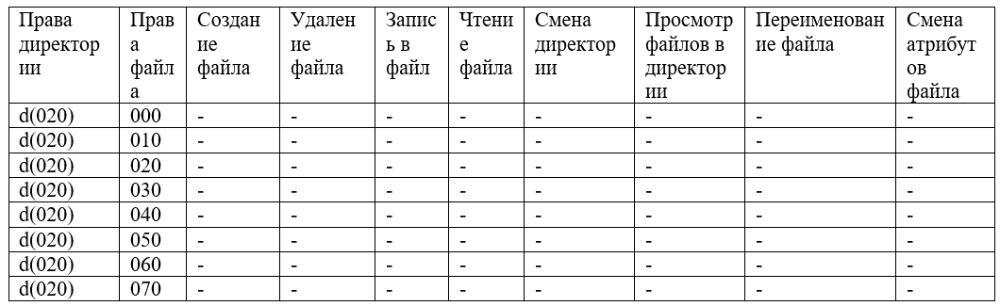 Права директории | Права файла | Создание файла | Удаление файла | Запись в файл | Чтение файла | Смена директории | Просмотр файлов в директории | Переименование файла | Смена атрибутов файла
d(020) | 000 | - | - | - | - | - | - | - | -
d(020) | 010 | - | - | - | - | - | - | - | -
d(020) | 020 | - | - | - | - | - | - | - | -
d(020) | 030 | - | - | - | - | - | - | - | -
d(020) | 040 | - | - | - | - | - | - | - | -
d(020) | 050 | - | - | - | - | - | - | - | -
d(020) | 060 | - | - | - | - | - | - | - | -
d(020) | 070 | - | - | - | - | - | - | - | -